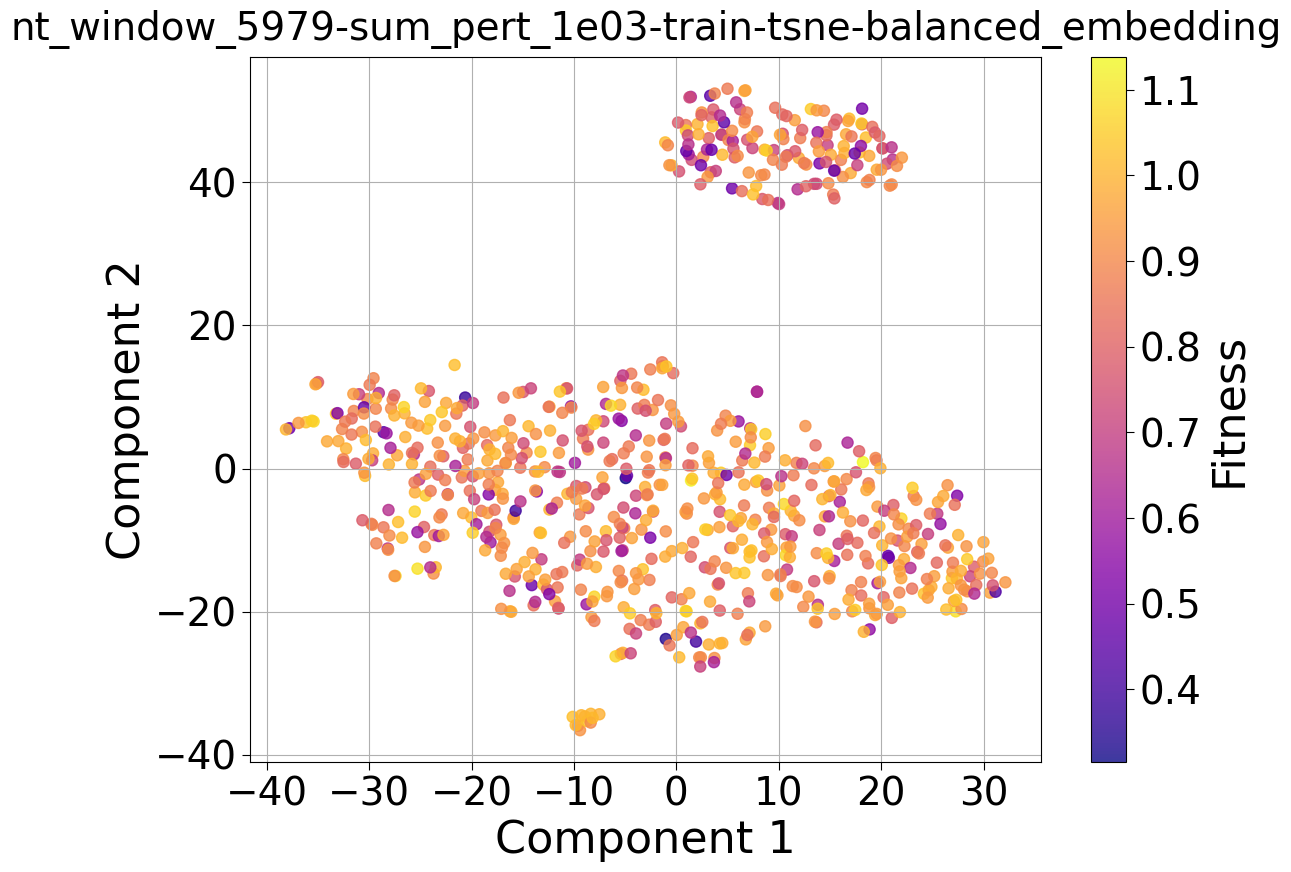 nt_window_5979-sum_pert_1e03-train-tsne-balanced_embedding
Component 2
40
20
0
−20
−40
−40 −30 −20 −10 0 10 20 30
Component 1
1.1
1.0
0.9
0.8
0.7
0.6
0.5
0.4
Fitness